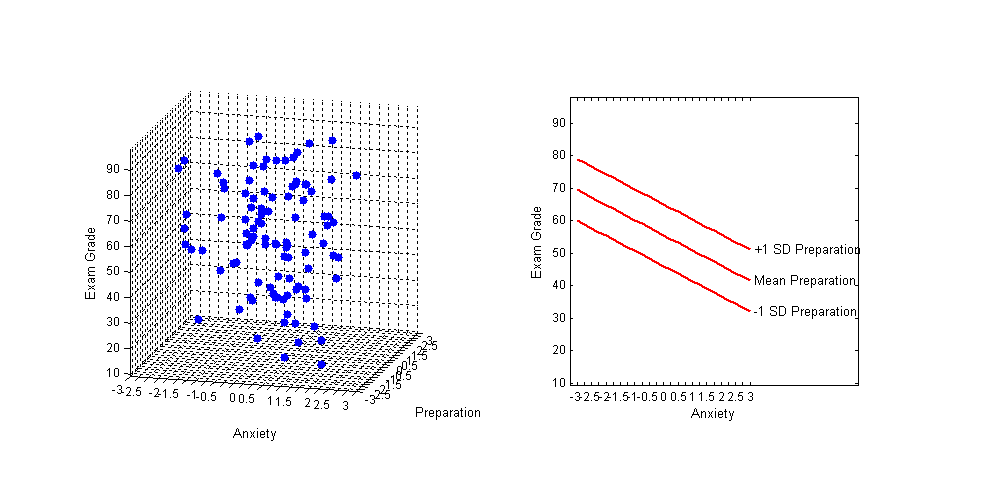 Exam Grade
90
80
70
60
50
40
30
20
10
-3 2.5 -2 -1.5 -1 -0.5 0 0.5 1 1.5 2 2.5 3
Anxiety
Preparation
Exam Grade
90
80
70
60
50
40
30
20
10
+1 SD Preparation
Mean Preparation
-1 SD Preparation
-3 -2.5 -2 -1.5 -1 -0.5 0 0.5 1 1.5 2 2.5 3
Anxiety